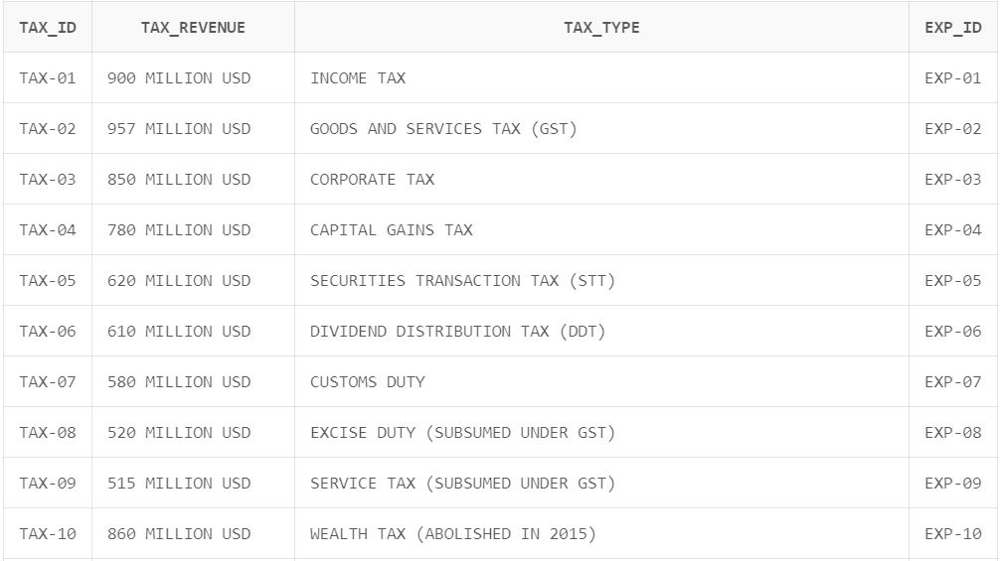 TAX_ID TAX_REVENUE TAX_TYPE EXP_ID
TAX-01 900 MILLION USD INCOME TAX EXP-01
TAX-02 957 MILLION USD GOODS AND SERVICES TAX (GST) EXP-02
TAX-03 850 MILLION USD CORPORATE TAX EXP-03
TAX-04 780 MILLION USD CAPITAL GAINS TAX EXP-04
TAX-05 620 MILLION USD SECURITIES TRANSACTION TAX (STT) EXP-05
TAX-06 610 MILLION USD DIVIDEND DISTRIBUTION TAX (DDT) EXP-06
TAX-07 580 MILLION USD CUSTOMS DUTY EXP-07
TAX-08 520 MILLION USD EXCISE DUTY (SUBSUMED UNDER GST) EXP-08
TAX-09 515 MILLION USD SERVICE TAX (SUBSUMED UNDER GST) EXP-09
TAX-10 860 MILLION USD WEALTH TAX (ABOLISHED IN 2015) EXP-10